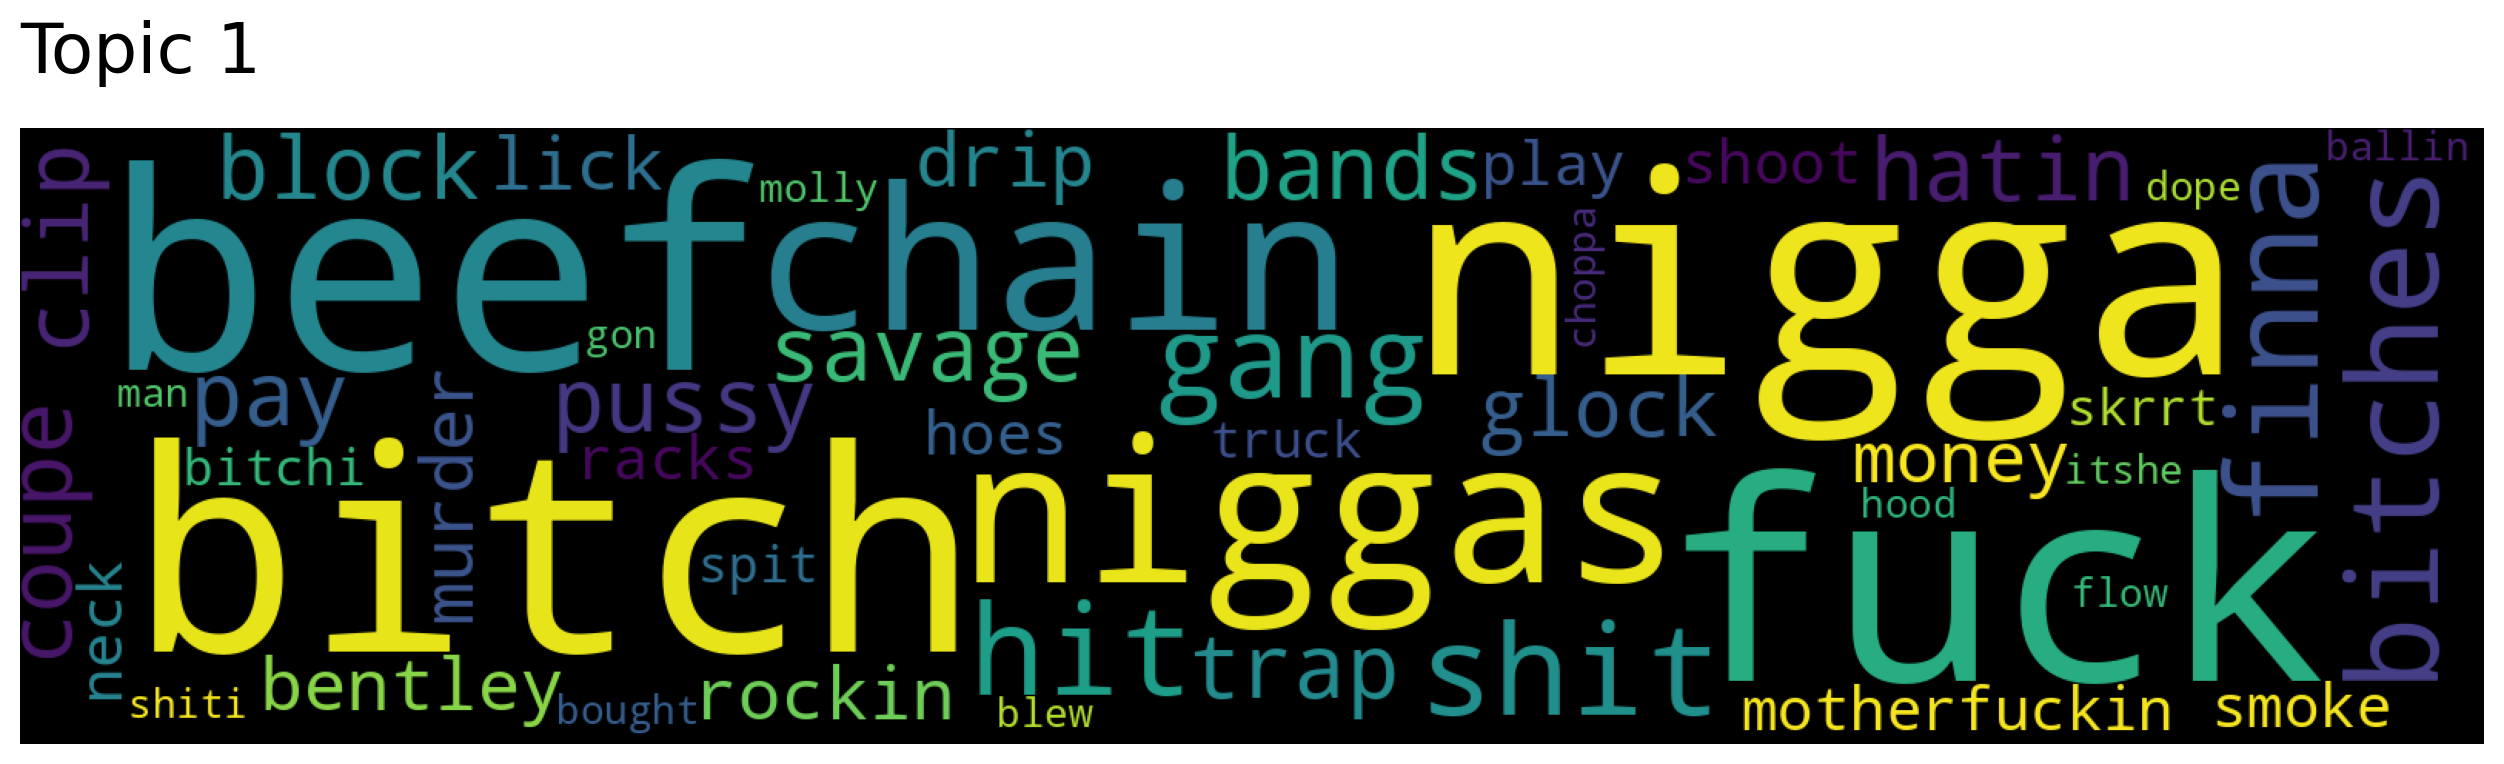 Topic 1
clip
block
lick
drip
bands
play
shoot
hatin
ballin
molly
dope
beef
chain
nigga
choppa
finna
bitches
gon
savage
gang
man
pay
murder
pussy
hoes
truck
glock
skrrt
coupe
bitchi
racks
money
itshe
hood
bitch
niggas
fuck
spit
flow
neck
hit
trap
shit
shiti
bentley
bought
rockin
blew
motherfuckin
smoke